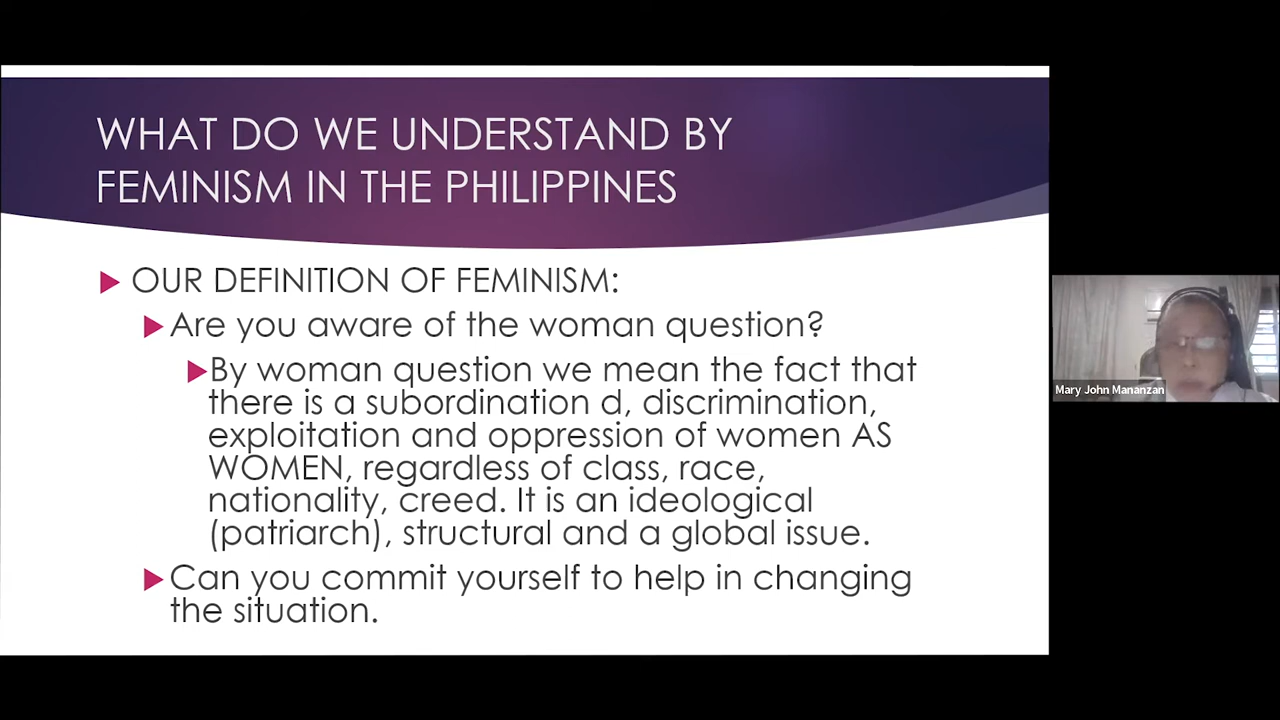 WHAT DO WE UNDERSTAND BY
FEMINISM IN THE PHILIPPINES
OUR DEFINITION OF FEMINISM:
Are you aware of the woman question?
By woman question we mean the fact that
there is a subordination d, discrimination,
exploitation and oppression of women AS
WOMEN, regardless of class, race,
nationality, creed. It is an ideological
(patriarch), structural and a global issue.
Can you commit yourself to help in changing
the situation.
Mary John Mananzan